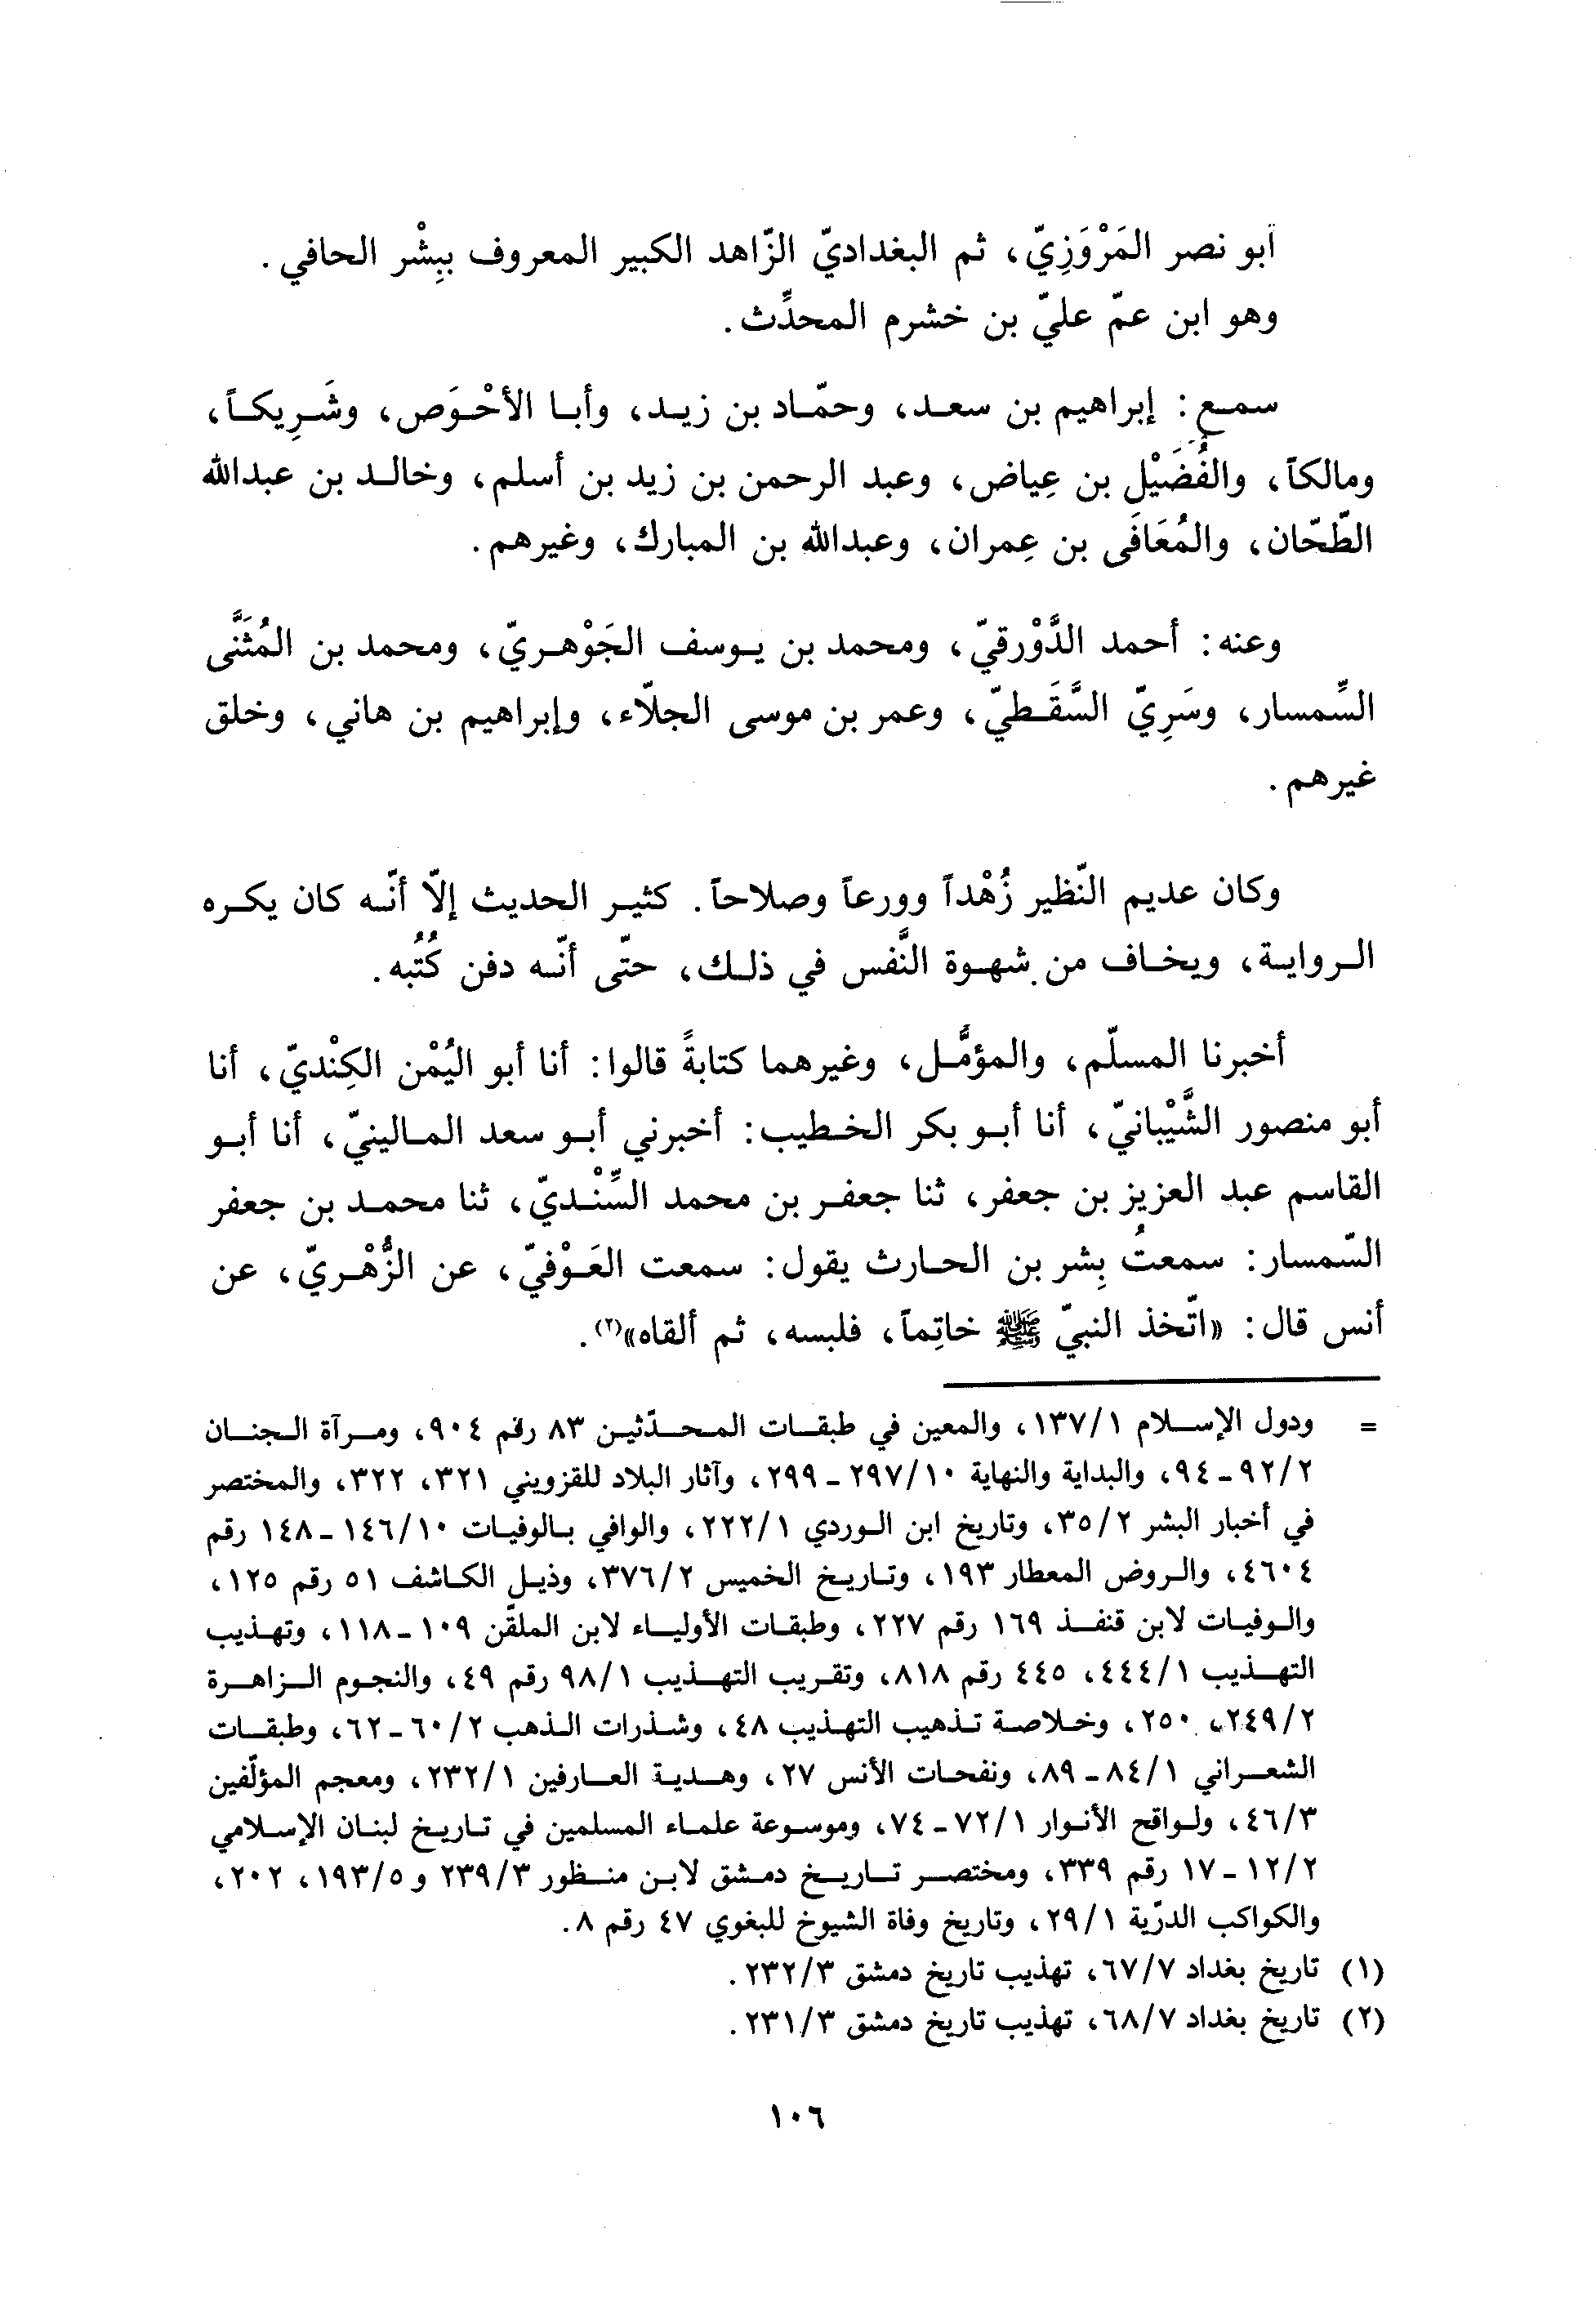 أبو نصر المَرْوَزِيّ، ثم البغداديّ الزّاهد الكبير المعروف ببِشْر الحافي.
وهو ابن عمّ عليّ بن خشرم المحدِّث.
سمع: إبراهيم بن سعد، وحمّاد بن زيد، وأبا الأحْوَص، وشَرِيكاً،
ومالكاً، والفُضَيْل بن عِياض، وعبد الرحمن بن زيد بن أسلم، وخالد بن عبدالله
الطّحّان، والمُعَافَى بن عِمران، وعبدالله بن المبارك، وغيرهم.
وعنه: أحمد الدَّوْرقيّ، ومحمد بن يوسف الجَوْهريّ، ومحمد بن المُثَنَّى
السِّمسار، وسَرِيّ السَّقَطيّ، وعمر بن موسى الجلّاء، وإبراهيم بن هاني، وخلق
غيرهم.
وكان عديم النّظير زُهْداً وورعاً وصلاحاً. كثير الحديث إلّا أنّه كان يكره
الرواية، ويخاف من شهوة النَّفس في ذلك، حتّى أنّه دفن كُتُبه.
أخبرنا المسلّم، والمؤمَّل، وغيرهما كتابةً قالوا: أنا أبو اليُمْن الكِنْديّ، أنا
أبو منصور الشَّيْبانيّ، أنا أبو بكر الخطيب: أخبرني أبو سعد المالينيّ، أنا أبو
القاسم عبد العزيز بن جعفر، ثنا جعفر بن محمد السِّنْديّ، ثنا محمد بن جعفر
السّمسار: سمعتُ بِشر بن الحارث يقول: سمعت العَوْفيّ، عن الزُّهْريّ، عن
أنس قال: «اتّخذ النبيّ ﷺ خاتِماً، فلبسه، ثم ألقاه»(٢).
= ودول الإسلام ١/١٣٧، والمعين في طبقات المحدّثين ٨٣ رقم ٩٠٤، ومرآة الجنان
٢/٩٢ - ٩٤، والبداية والنهاية ١٠/٢٩٧ - ٢٩٩، وآثار البلاد للقزويني ٣٢١، ٣٢٢، والمختصر
في أخبار البشر ٢/٣٥، وتاريخ ابن الوردي ١/٢٢٢، والوافي بالوفيات ١٠/١٤٦ - ١٤٨ رقم
٤٦٠٤، والروض المعطار ١٩٣، وتاريخ الخميس ٢/٣٧٦، وذيل الكاشف ٥١ رقم ١٢٥،
والوفيات لابن قنفذ ١٦٩ رقم ٢٢٧، وطبقات الأولياء لابن الملقّن ١٠٩ - ١١٨، وتهذيب
التهذيب ١/٤٤٤، ٤٤٥ رقم ٨١٨، وتقريب التهذيب ١/٩٨ رقم ٤٩، والنجوم الزاهرة
٢/٢٤٩، ٢٥٠، وخلاصة تذهيب التهذيب ٤٨، وشذرات الذهب ٢/٦٠ - ٦٢، وطبقات
الشعراني ١/٨٤ - ٨٩، ونفحات الأنس ٢٧، وهدية العارفين ١/٢٣٢، ومعجم المؤلّفين
٣/٤٦، ولواقح الأنوار ١/٧٢ - ٧٤، وموسوعة علماء المسلمين في تاريخ لبنان الإسلامي
٢/١٢ - ١٧ رقم ٣٣٩، ومختصر تاريخ دمشق لابن منظور ٣/٢٣٩ و ٥/١٩٣، ٢٠٢،
والكواكب الدرّية ١/٢٩، وتاريخ وفاة الشيوخ للبغوي ٤٧ رقم ٨.
(١) تاريخ بغداد ٧/٦٧، تهذيب تاريخ دمشق ٣/٢٣٢.
(٢) تاريخ بغداد ٧/٦٨، تهذيب تاريخ دمشق ٣/٢٣١.
١٠٦